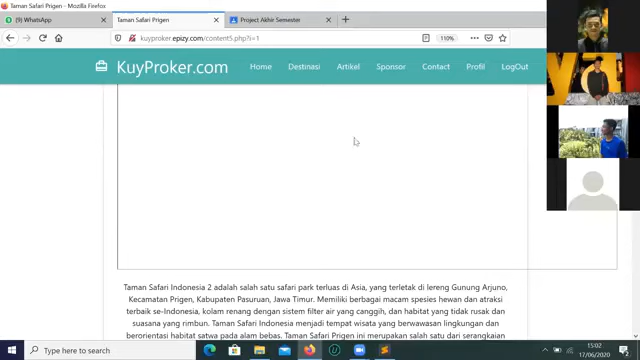 Taman Safari Prigen - Mozilla Firefox
(9) WhatsApp
Taman Safari Prigen
Project Akhir Semester
kuyproker.epizy.com/content5.php?i=1
110%
KuyProker.com
Home
Destinasi
Artikel
Sponsor
Contact
Profil
LogOut
Taman Safari Indonesia 2 adalah salah satu safari park terluas di Asia, yang terletak di lereng Gunung Arjuno,
Kecamatan Prigen, Kabupaten Pasuruan, Jawa Timur. Memiliki berbagai macam spesies hewan dan atraksi
terbaik se-Indonesia, kolam renang dengan sistem filter air yang canggih, dan habitat yang tidak rusak dan
suasana yang rimbun. Taman Safari Indonesia menjadi tempat wisata yang berwawasan lingkungan dan
berorientasi habitat satwa pada alam bebas. Taman Safari Prigen ini merupakan salah satu dari serangkaian
Type here to search
15:02
17/06/2020